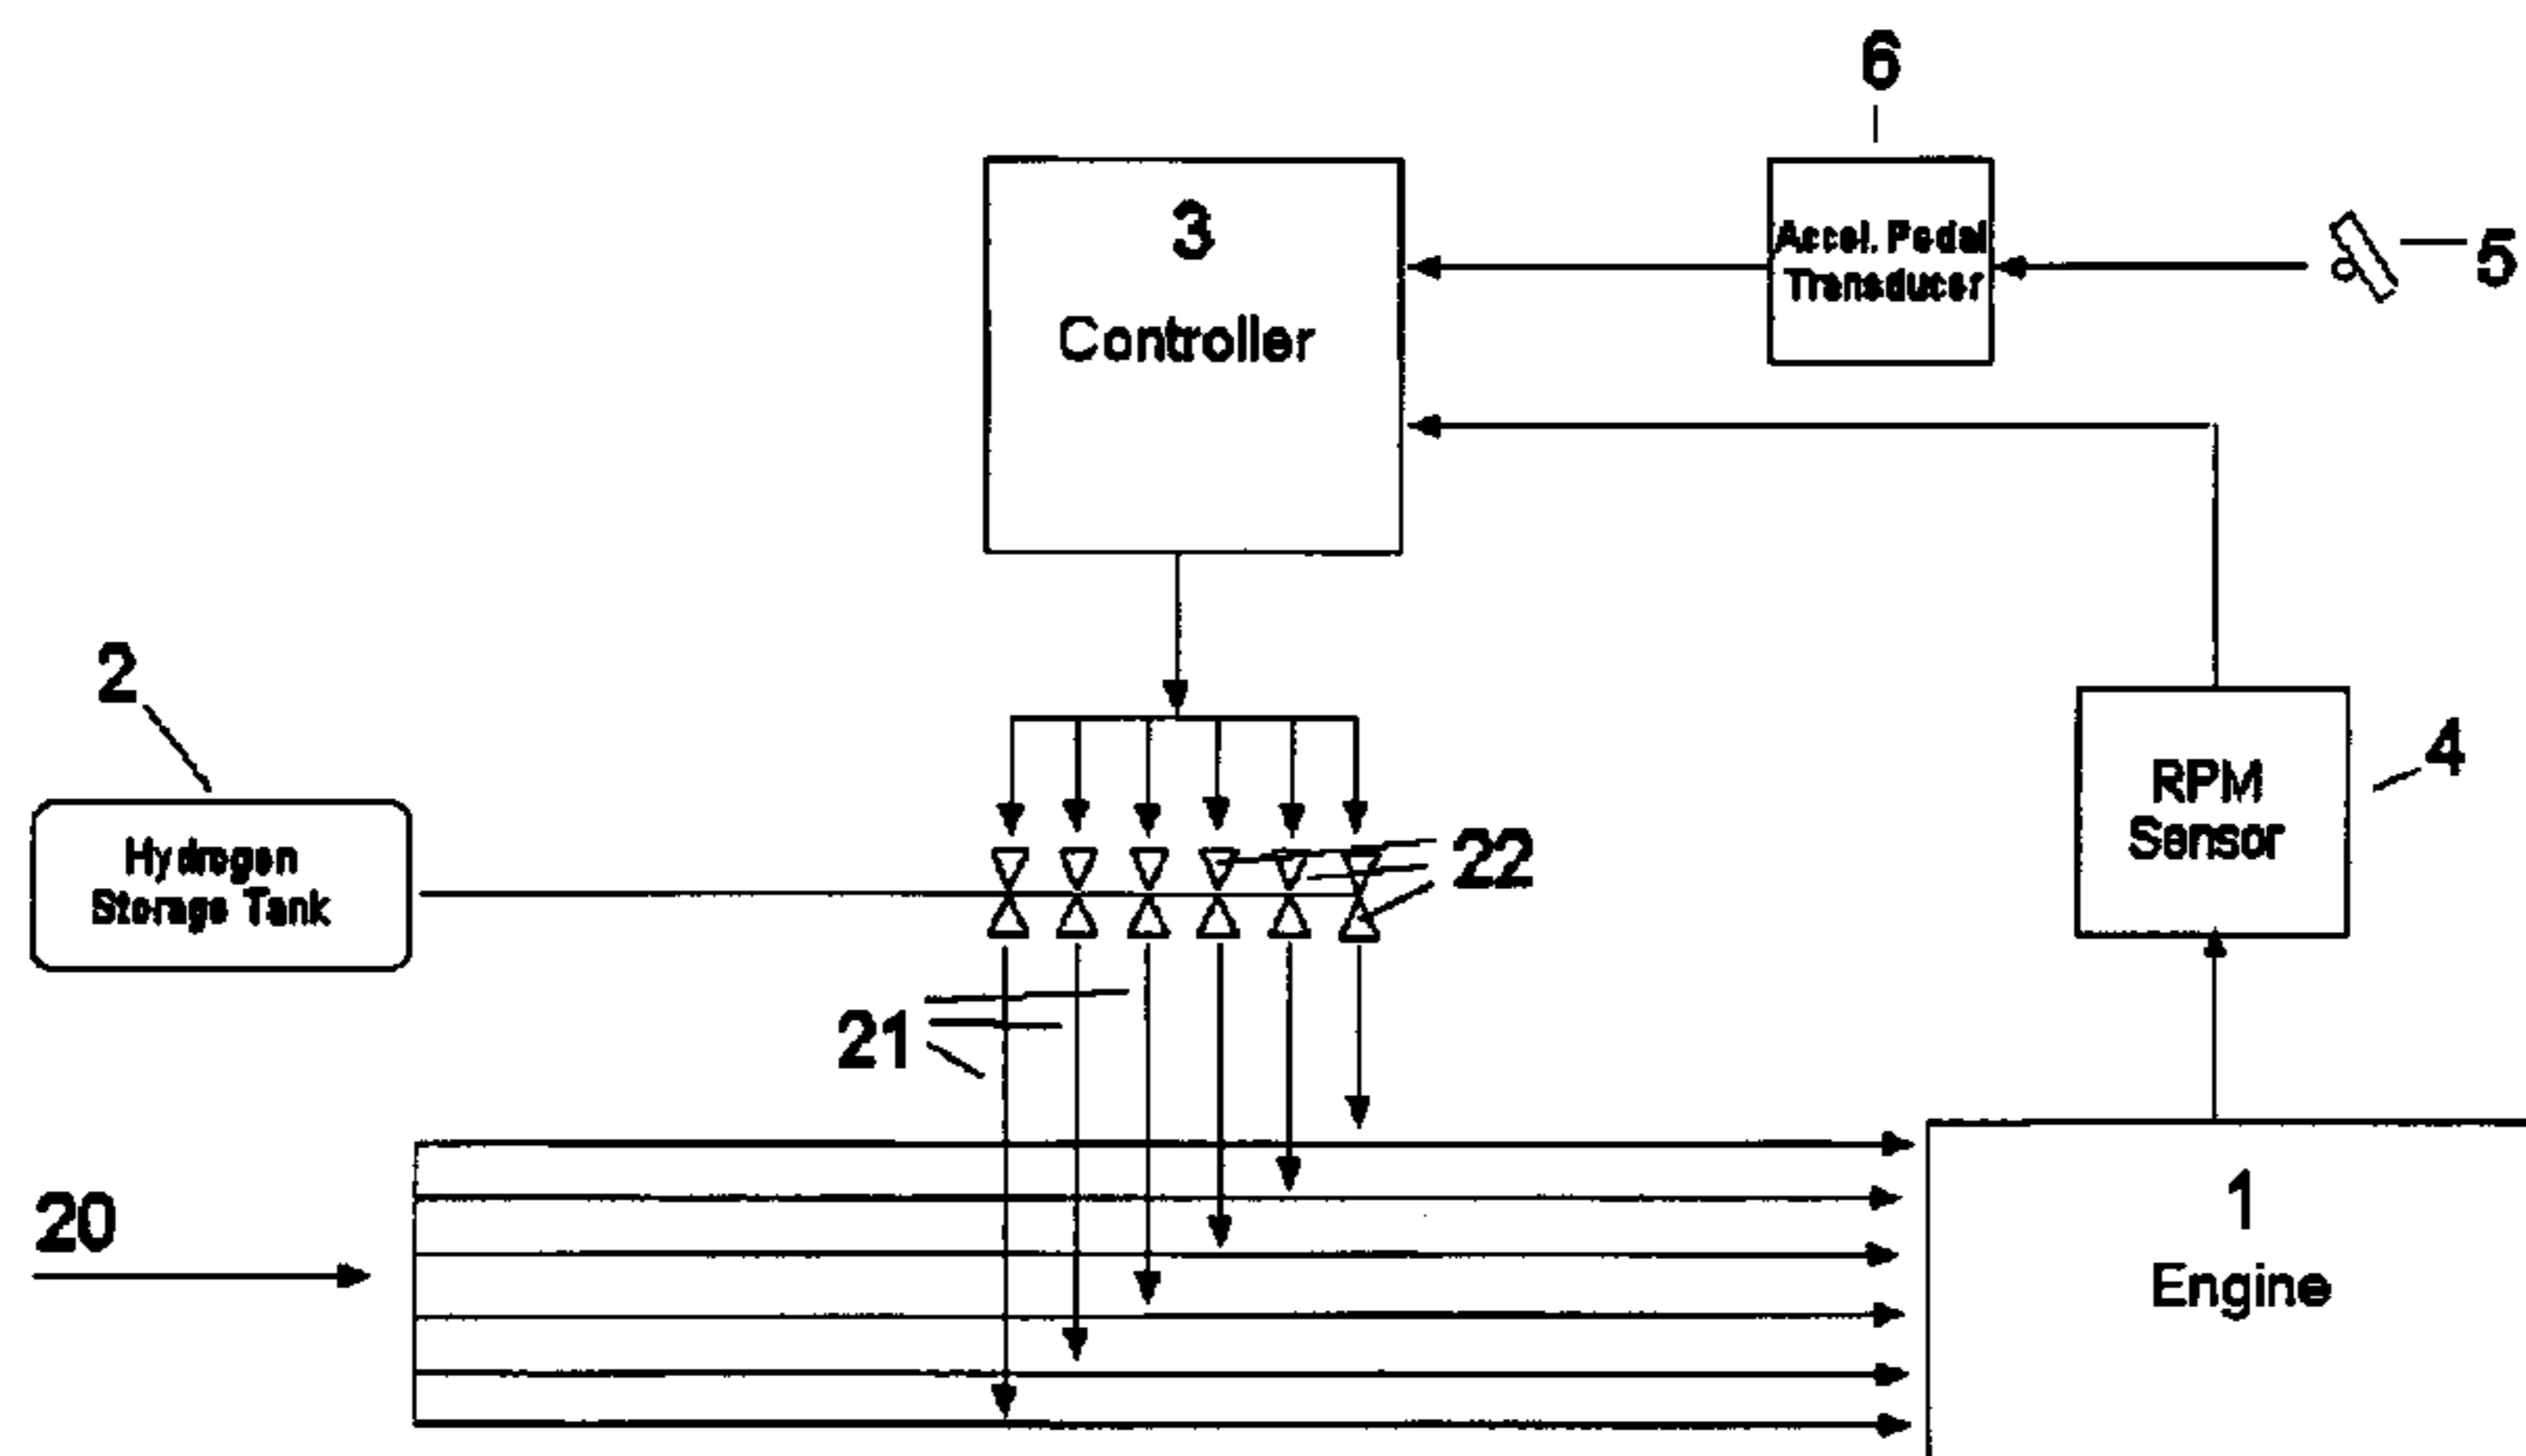 6
3
Controller
Accel. Pedal
Transducer
5
2
Hydrogen
Storage Tank
22
RPM
Sensor
4
21
20
1
Engine